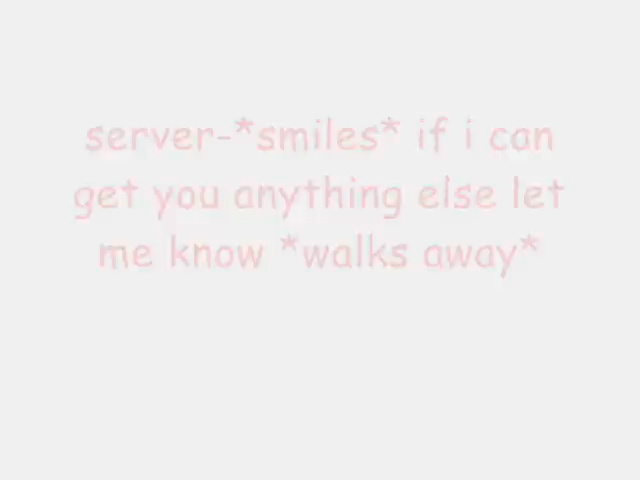 server-*smiles* if i can
get you anything else let
me know *walks away*